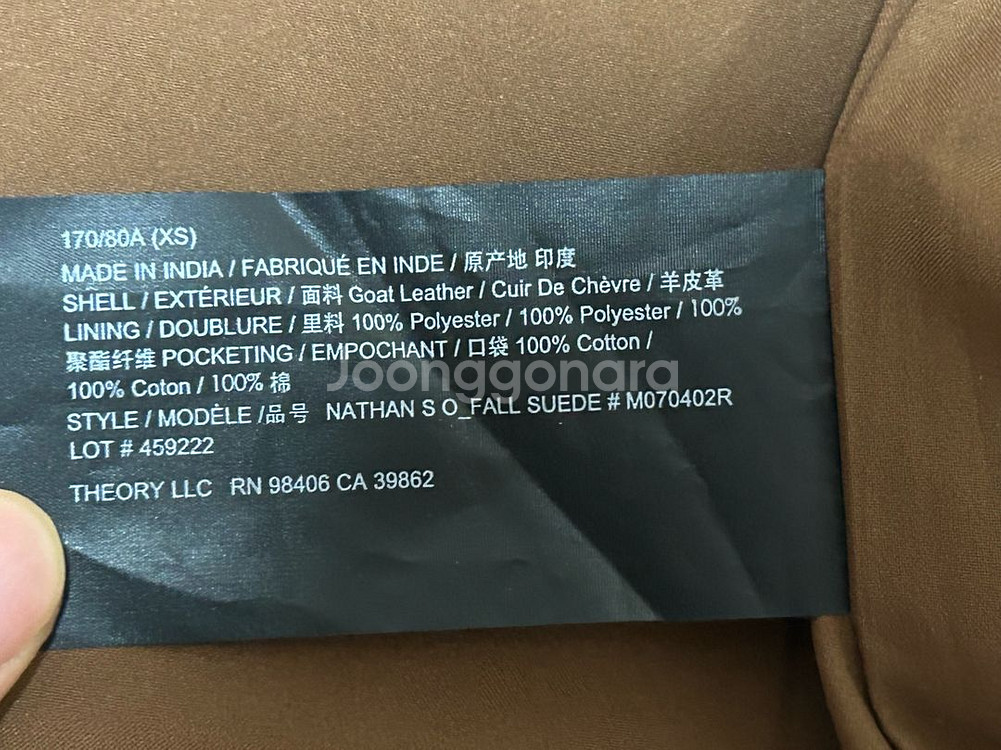 170/80A (XS)
MADE IN INDIA / FABRIQUÉ EN INDE / 原产地 印度
SHELL / EXTÉRIEUR / 面料 Goat Leather / Cuir De Chèvre / 羊皮革
LINING / DOUBLURE / 里料 100% Polyester / 100% Polyester / 100%
聚酯纤维 POCKETING / EMPOCHANT / 口袋 100% Cotton /
100% Coton / 100% 棉
Joonggonara
STYLE / MODÈLE /品号 NATHAN S O_FALL SUEDE # M070402R
LOT # 459222
THEORY LLC RN 98406 CA 39862